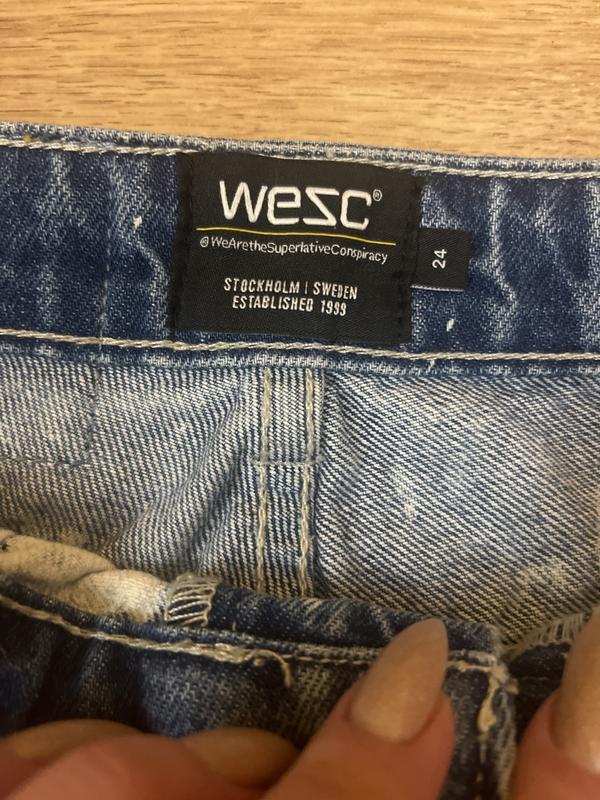 wesc®
@WeAretheSuperlativeConspiracy
STOCKHOLM | SWEDEN
ESTABLISHED 1999
24